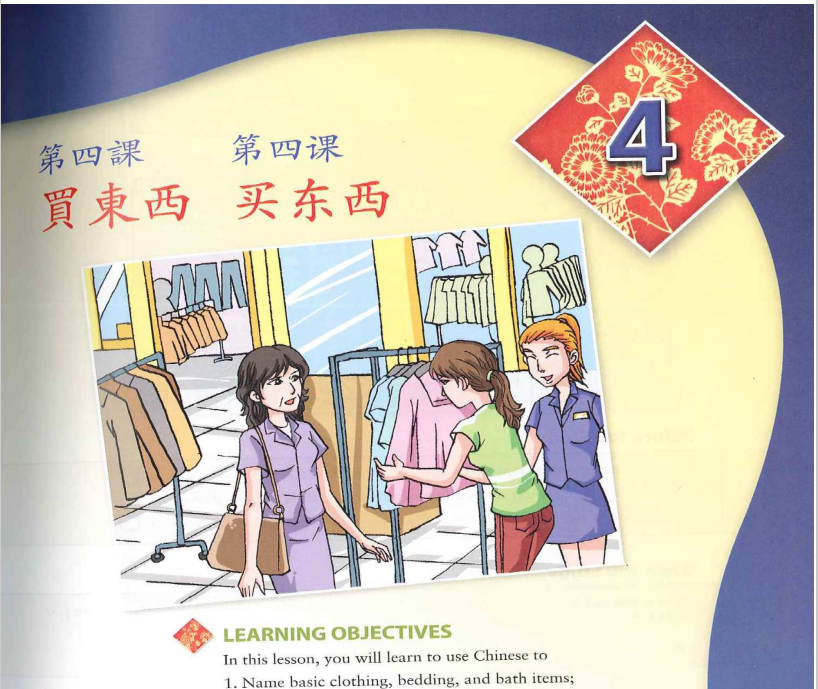 4
第四課 第四课
買東西 买东西
LEARNING OBJECTIVES
In this lesson, you will learn to use Chinese to
1. Name basic clothing, bedding, and bath items;